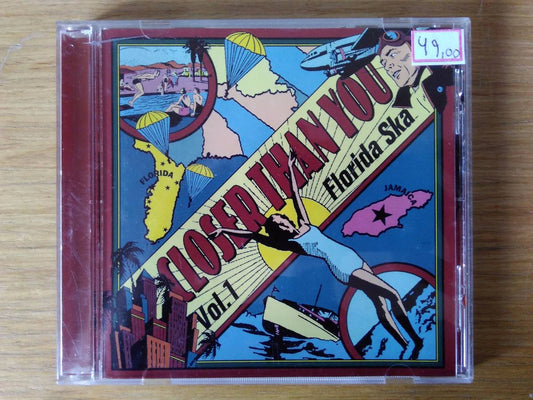 49,00
CLOSER THAN YOU
Florida Ska
Vol.1
FLORIDA
JAMAICA